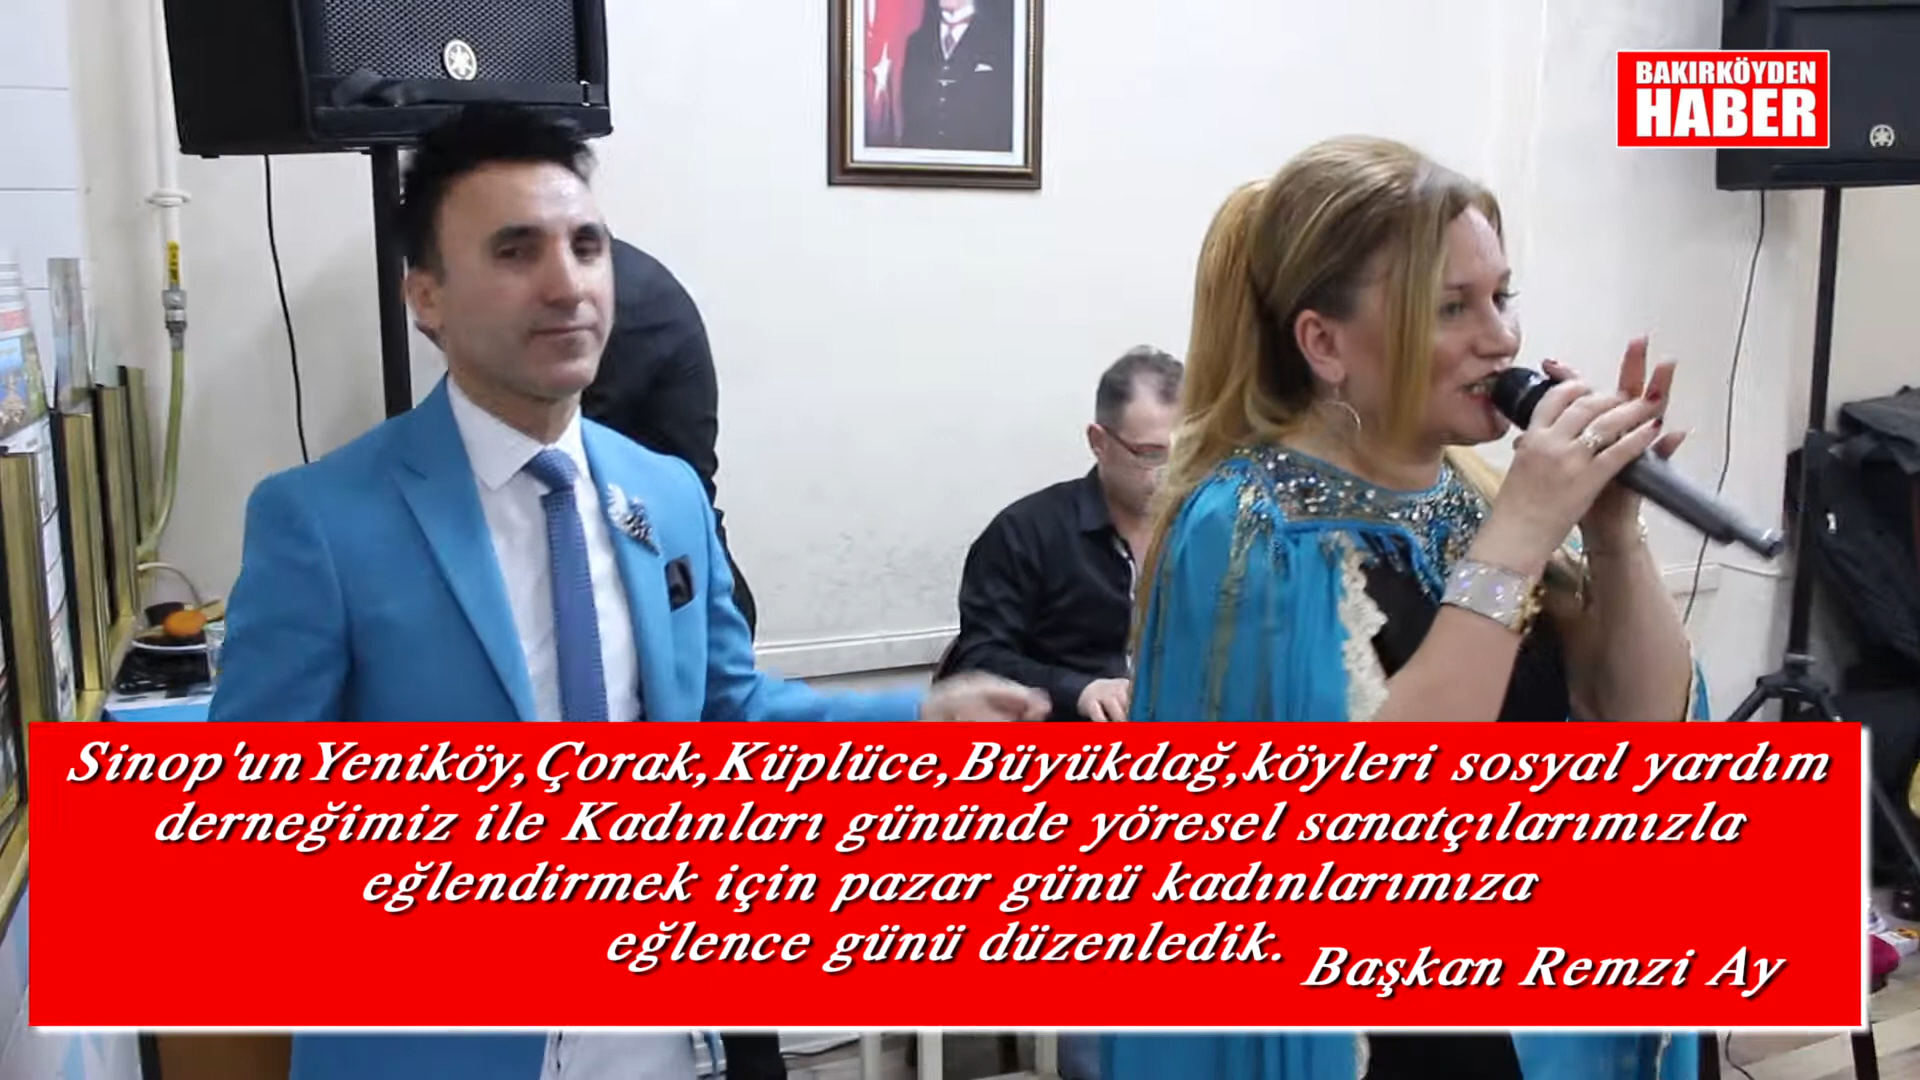 BAKIRKÖYDEN
HABER
Sinop'un Yeniköy,Çorak,Küplüce,Büyükdağ,köyleri sosyal yardım
derneğimiz ile Kadınları gününde yöresel sanatçılarımızla
eğlendirmek için pazar günü kadınlarımıza
eğlence günü düzenledik.
Başkan Remzi Ay